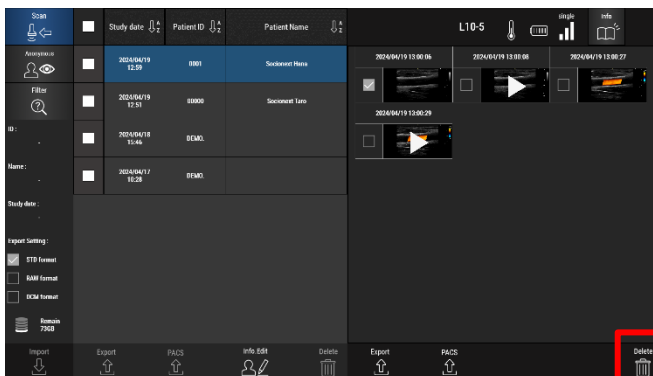 Scan
Anonymous
Filter
ID :
-
Name :
-
Study date :
-
Export Setting :
STD format
RAW format
DCM format
Remain
73GB
Import
Study date
Patient ID
Patient Name
2024/04/19
12:59
0001
Socionext Hana
2024/04/19
12:51
00000
Socionext Taro
2024/04/18
15:46
DEMO.
2024/04/17
10:28
DEMO.
Export
PACS
Info.Edit
Delete
L10-5
single
Info
2024/04/19 13:00:06
2024/04/19 13:00:08
2024/04/19 13:00:27
2024/04/19 13:00:29
Export
PACS
Delete